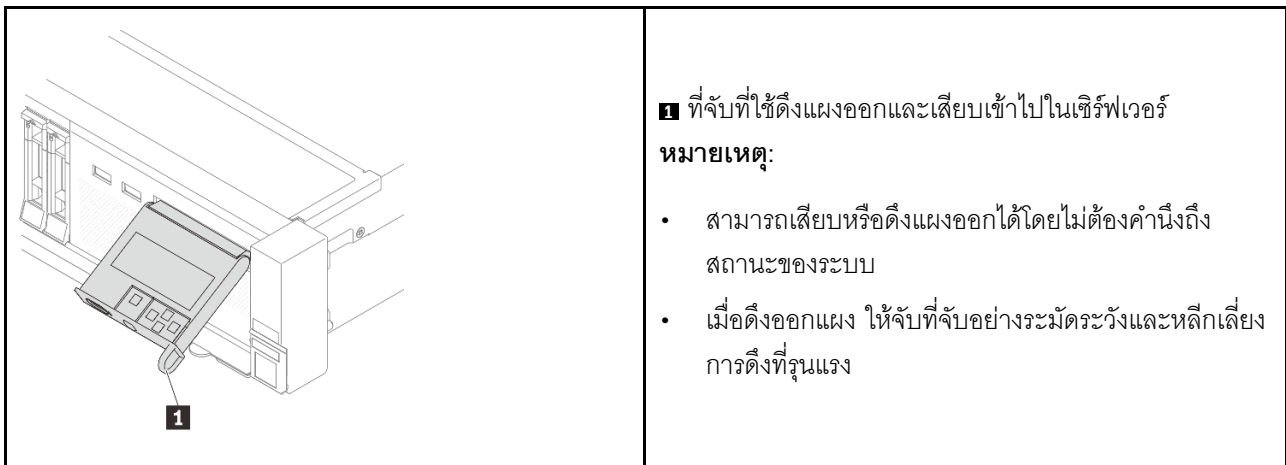 1
1 ที่จับที่ใช้ดึงแผงออกและเสียบเข้าไปในเซิร์ฟเวอร์
หมายเหตุ:
• สามารถเสียบหรือดึงแผงออกได้โดยไม่ต้องคำนึงถึง
สถานะของระบบ
• เมื่อดึงออกแผง ให้จับที่จับอย่างระมัดระวังและหลีกเลี่ยง
การดึงที่รุนแรง